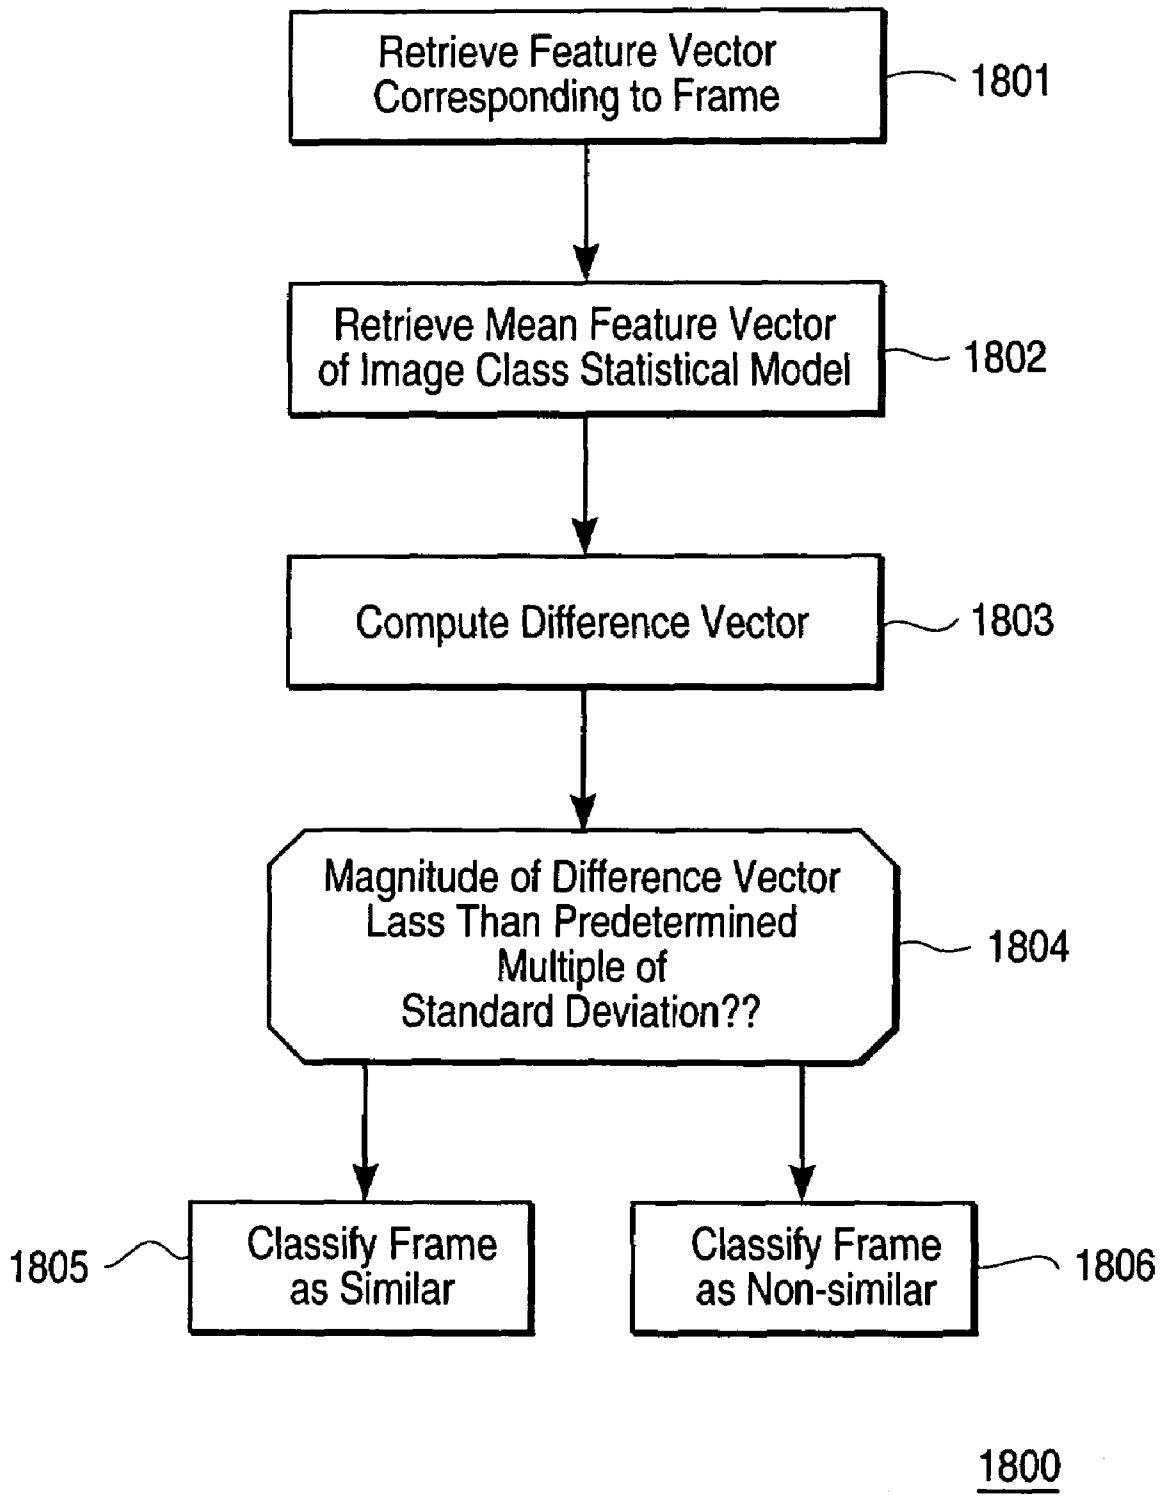 Retrieve Feature Vector
Corresponding to Frame
1801
Retrieve Mean Feature Vector
of Image Class Statistical Model
1802
Compute Difference Vector
1803
Magnitude of Difference Vector
Lass Than Predetermined
Multiple of
Standard Deviation??
1804
Classify Frame
as Similar
1805
Classify Frame
as Non-similar
1806
1800